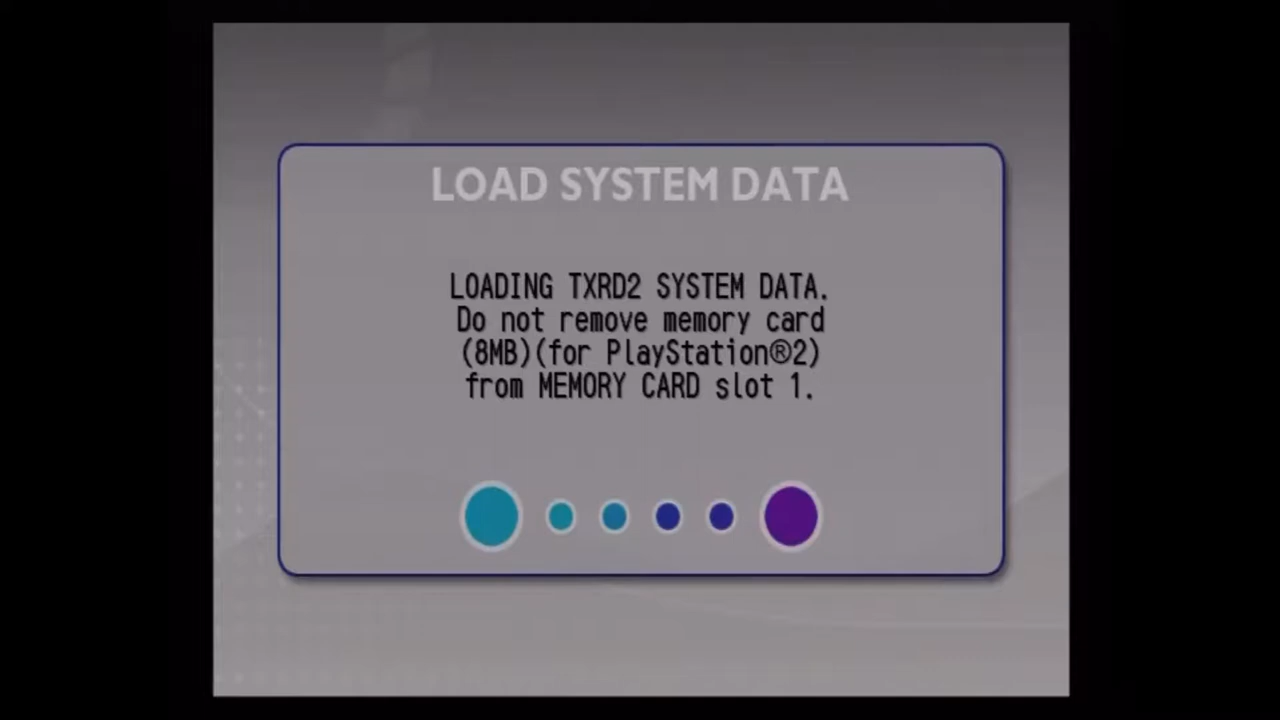 LOAD SYSTEM DATA
LOADING TXRD2 SYSTEM DATA.
Do not remove memory card
(8MB)(for PlayStation®2)
from MEMORY CARD slot 1.